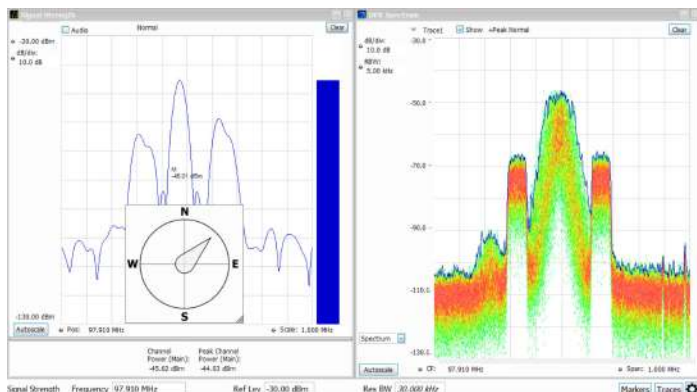 Signal Strength
Audio
Normal
Clear
-30.00 dBm
dB/div:
10.0 dB
M:
-45.01 dBm
N
W
E
S
-130.00 dBm
Autoscale
Pos: 97.910 MHz
Scale: 1.000 MHz
Channel
Power (Main):
-45.62 dBm
Peak Channel
Power (Main):
-44.63 dBm
DPX Spectrum
Trace1
Show: +Peak Normal
Clear
dB/div:
10.0 dB
RBW:
5.00 kHz
-30.0
-50.0
-70.0
-90.0
-110.0
-130.0
Spectrum
Autoscale
CF: 97.910 MHz
Span: 1.000 MHz
Signal Strength
Frequency 97.910 MHz
Ref Lev -30.00 dBm
Res BW 30.000 kHz
Markers
Traces